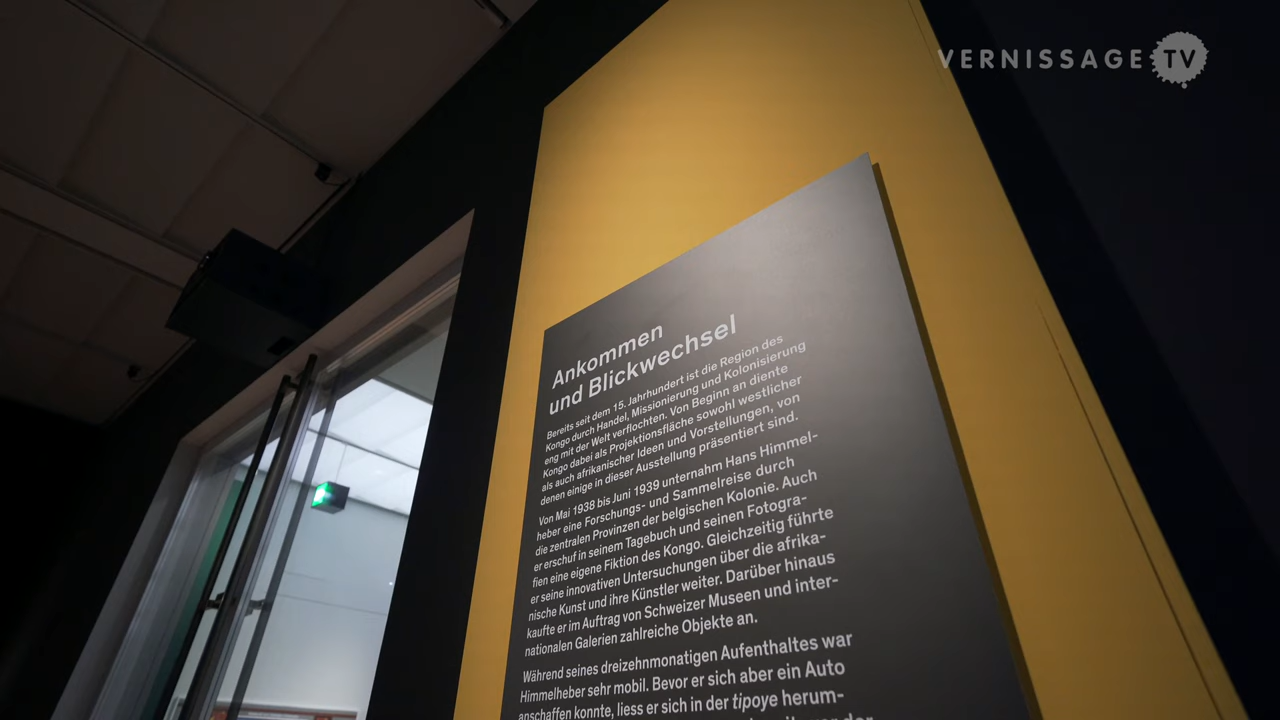 VERNISSAGE TV
Ankommen
und Blickwechsel
Bereits seit dem 15. Jahrhundert ist die Region des
Kongo durch Handel, Missionierung und Kolonisierung
eng mit der Welt verflochten. Von Beginn an diente
Kongo dabei als Projektionsfläche sowohl westlicher
als auch afrikanischer Ideen und Vorstellungen, von
denen einige in dieser Ausstellung präsentiert sind.
Von Mai 1938 bis Juni 1939 unternahm Hans Himmel-
heber eine Forschungs- und Sammelreise durch
die zentralen Provinzen der belgischen Kolonie. Auch
er erschuf in seinem Tagebuch und seinen Fotogra-
fien eine eigene Fiktion des Kongo. Gleichzeitig führte
er seine innovativen Untersuchungen über die afrika-
nische Kunst und ihre Künstler weiter. Darüber hinaus
kaufte er im Auftrag von Schweizer Museen und inter-
nationalen Galerien zahlreiche Objekte an.
Während seines dreizehnmonatigen Aufenthaltes war
Himmelheber sehr mobil. Bevor er sich aber ein Auto
anschaffen konnte, liess er sich in der tipoye herum-